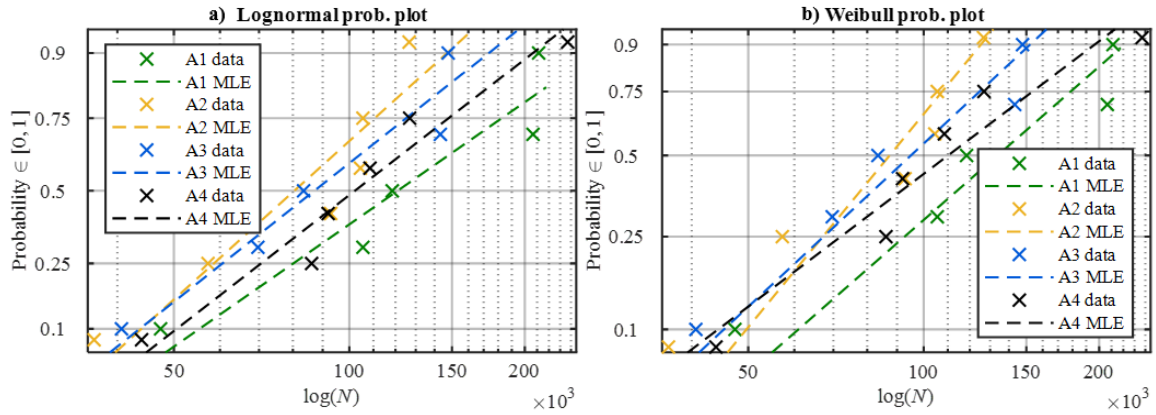 a) Lognormal prob. plot
Probability ∈ [0, 1]
0.9
0.75
0.5
0.25
0.1
A1 data
A1 MLE
A2 data
A2 MLE
A3 data
A3 MLE
A4 data
A4 MLE
50 100 150 200
log(N) ×10³
b) Weibull prob. plot
Probability ∈ [0, 1]
0.9
0.75
0.5
0.25
0.1
A1 data
A1 MLE
A2 data
A2 MLE
A3 data
A3 MLE
A4 data
A4 MLE
50 100 150 200
log(N) ×10³